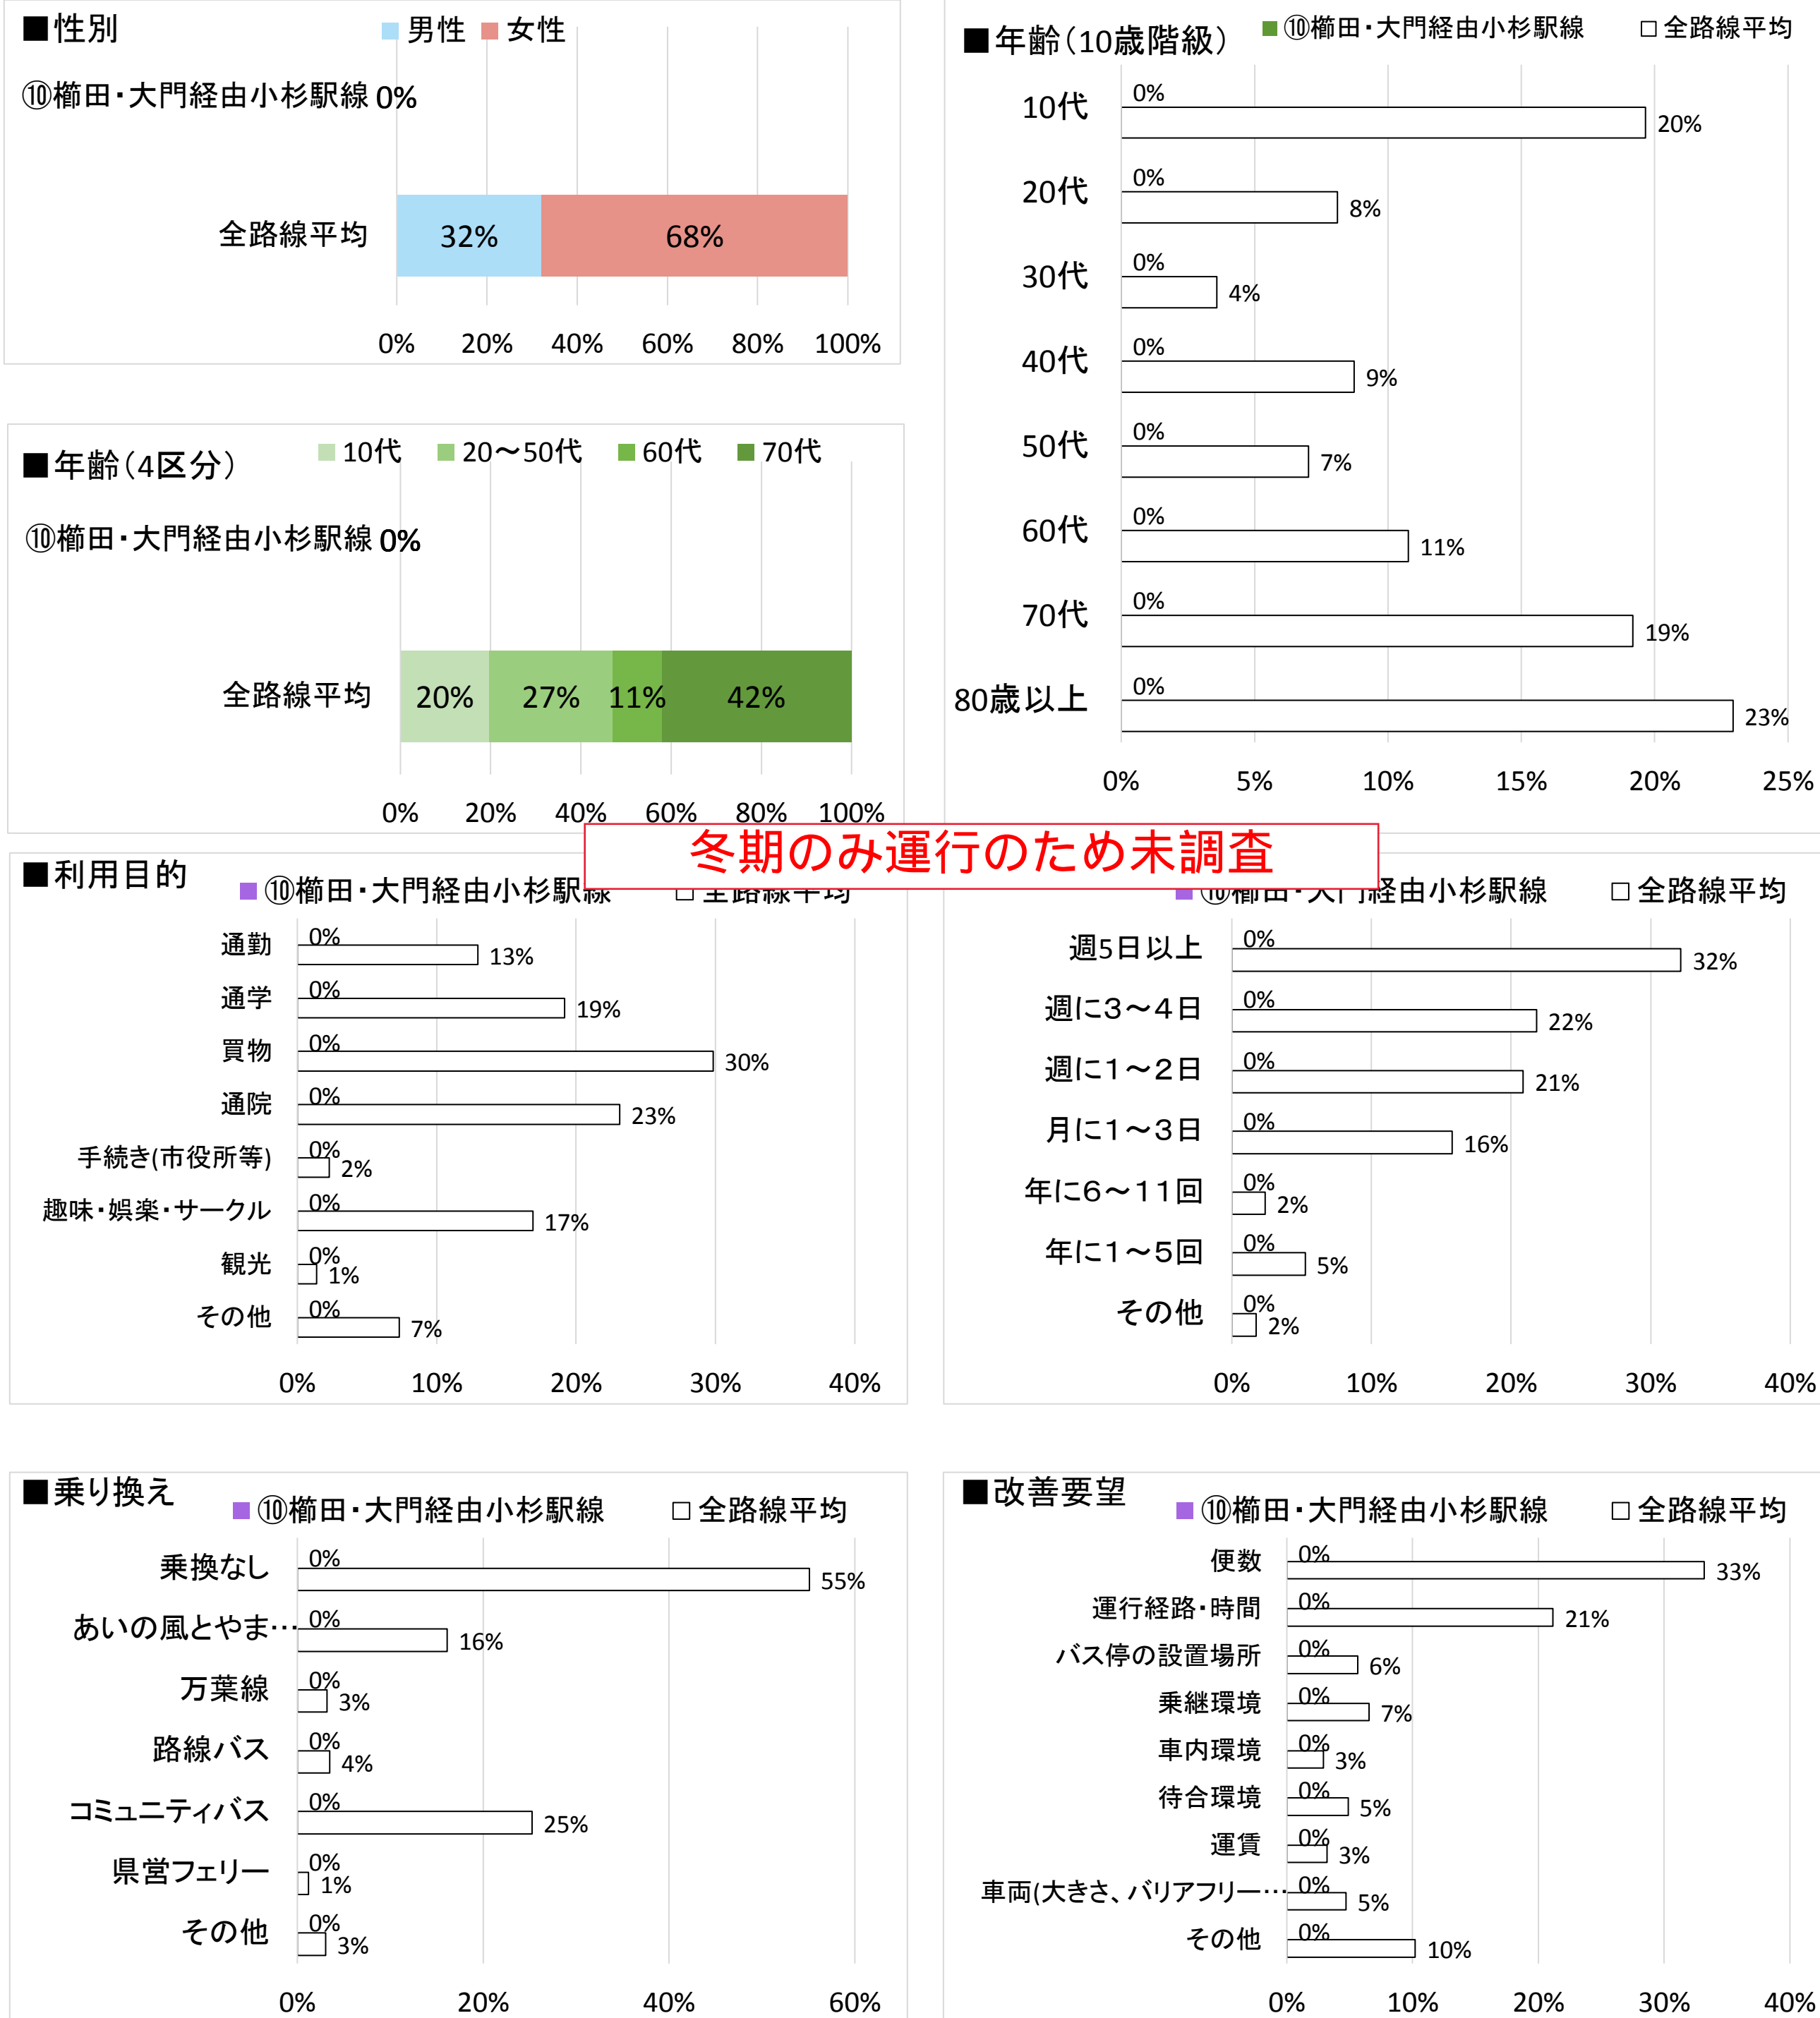 ■性別
男性 女性
⑩櫛田・大門経由小杉駅線 0%
全路線平均 32% 68%
0% 20% 40% 60% 80% 100%
■年齢（4区分）
10代 20～50代 60代 70代
⑩櫛田・大門経由小杉駅線 0%
全路線平均 20% 27% 11% 42%
0% 20% 40% 60% 80% 100%
■年齢（10歳階級）
⑩櫛田・大門経由小杉駅線 全路線平均
10代 0% 20%
20代 0% 8%
30代 0% 4%
40代 0% 9%
50代 0% 7%
60代 0% 11%
70代 0% 19%
80歳以上 0% 23%
0% 5% 10% 15% 20% 25%
冬期のみ運行のため未調査
■利用目的
⑩櫛田・大門経由小杉駅線 全路線平均
通勤 0% 13%
通学 0% 19%
買物 0% 30%
通院 0% 23%
手続き(市役所等) 0% 2%
趣味・娯楽・サークル 0% 17%
観光 0% 1%
その他 0% 7%
0% 10% 20% 30% 40%
⑩櫛田・大門経由小杉駅線 全路線平均
週5日以上 0% 32%
週に3～4日 0% 22%
週に1～2日 0% 21%
月に1～3日 0% 16%
年に6～11回 0% 2%
年に1～5回 0% 5%
その他 0% 2%
0% 10% 20% 30% 40%
■乗り換え
⑩櫛田・大門経由小杉駅線 全路線平均
乗換なし 0% 55%
あいの風とやま… 0% 16%
万葉線 0% 3%
路線バス 0% 4%
コミュニティバス 0% 25%
県営フェリー 0% 1%
その他 0% 3%
0% 20% 40% 60%
■改善要望
⑩櫛田・大門経由小杉駅線 全路線平均
便数 0% 33%
運行経路・時間 0% 21%
バス停の設置場所 0% 6%
乗継環境 0% 7%
車内環境 0% 3%
待合環境 0% 5%
運賃 0% 3%
車両(大きさ、バリアフリー… 0% 5%
その他 0% 10%
0% 10% 20% 30% 40%